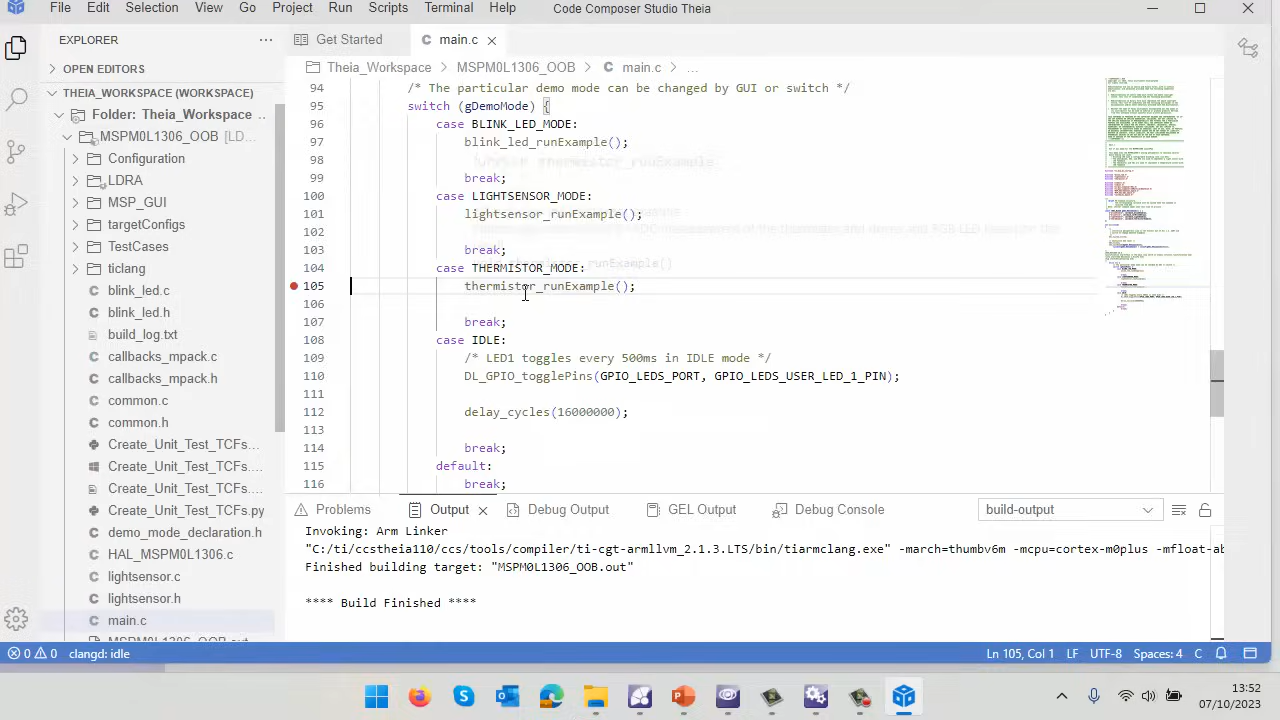 File Edit Selection View Go Project Run Scripts Terminal Help Code Composer Studio Theia
EXPLORER
Get Started
main.c
OPEN EDITORS
Theia_Workspace MSPM0L1306_OOB main.c ...
THEIA_WORKSPACE (WORKSPACE)
Folder: Theia_Workspace
MSPM0L1306_OOB [LD...
Configuration
LDRA
MSP_GUI
targetConfigs
TestCases
ticlang
blink_led.c
blink_led.h
build_log.txt
callbacks_mpack.c
callbacks_mpack.h
common.c
common.h
Create_Unit_Test_TCFs...
Create_Unit_Test_TCFs...
Create_Unit_Test_TCFs...
Create_Unit_Test_TCFs.py
demo_mode_declaration.h
HAL_MSPM0L1306.c
lightsensor.c
lightsensor.h
main.c
94 particular demo mode can be changed by GUI or switch */
95 switch (gDemoMode)
96 case BLINK_LED_MODE:
97 blink_led_runExample();
98
break;
100 case LIGHTSENSOR_MODE:
101 lightsensor_runExample();
102
103 break;
104 case THERMISTOR_MODE:
105 thermistor_runExample();
106
107 break;
108 case IDLE:
109 /* LED1 toggles every 500ms in IDLE mode */
110 DL_GPIO_togglePins(GPIO_LEDS_PORT, GPIO_LEDS_USER_LED_1_PIN);
111
112 delay_cycles(16000000);
113
114 break;
115 default:
116 break;
Problems Output Debug Output GEL Output Debug Console build-output
Invoking: Arm Linker
"C:/ti/ccstheia110/ccs/tools/compiler/ti-cgt-armllvm_2.1.3.LTS/bin/tiarmclang.exe" -march=thumbv6m -mcpu=cortex-m0plus -mfloat-ab
Finished building target: "MSPM0L1306_OOB.out"
**** Build Finished ****
0 0 clangd: idle
Ln 105, Col 1 LF UTF-8 Spaces: 4 C
13:52
07/10/2023